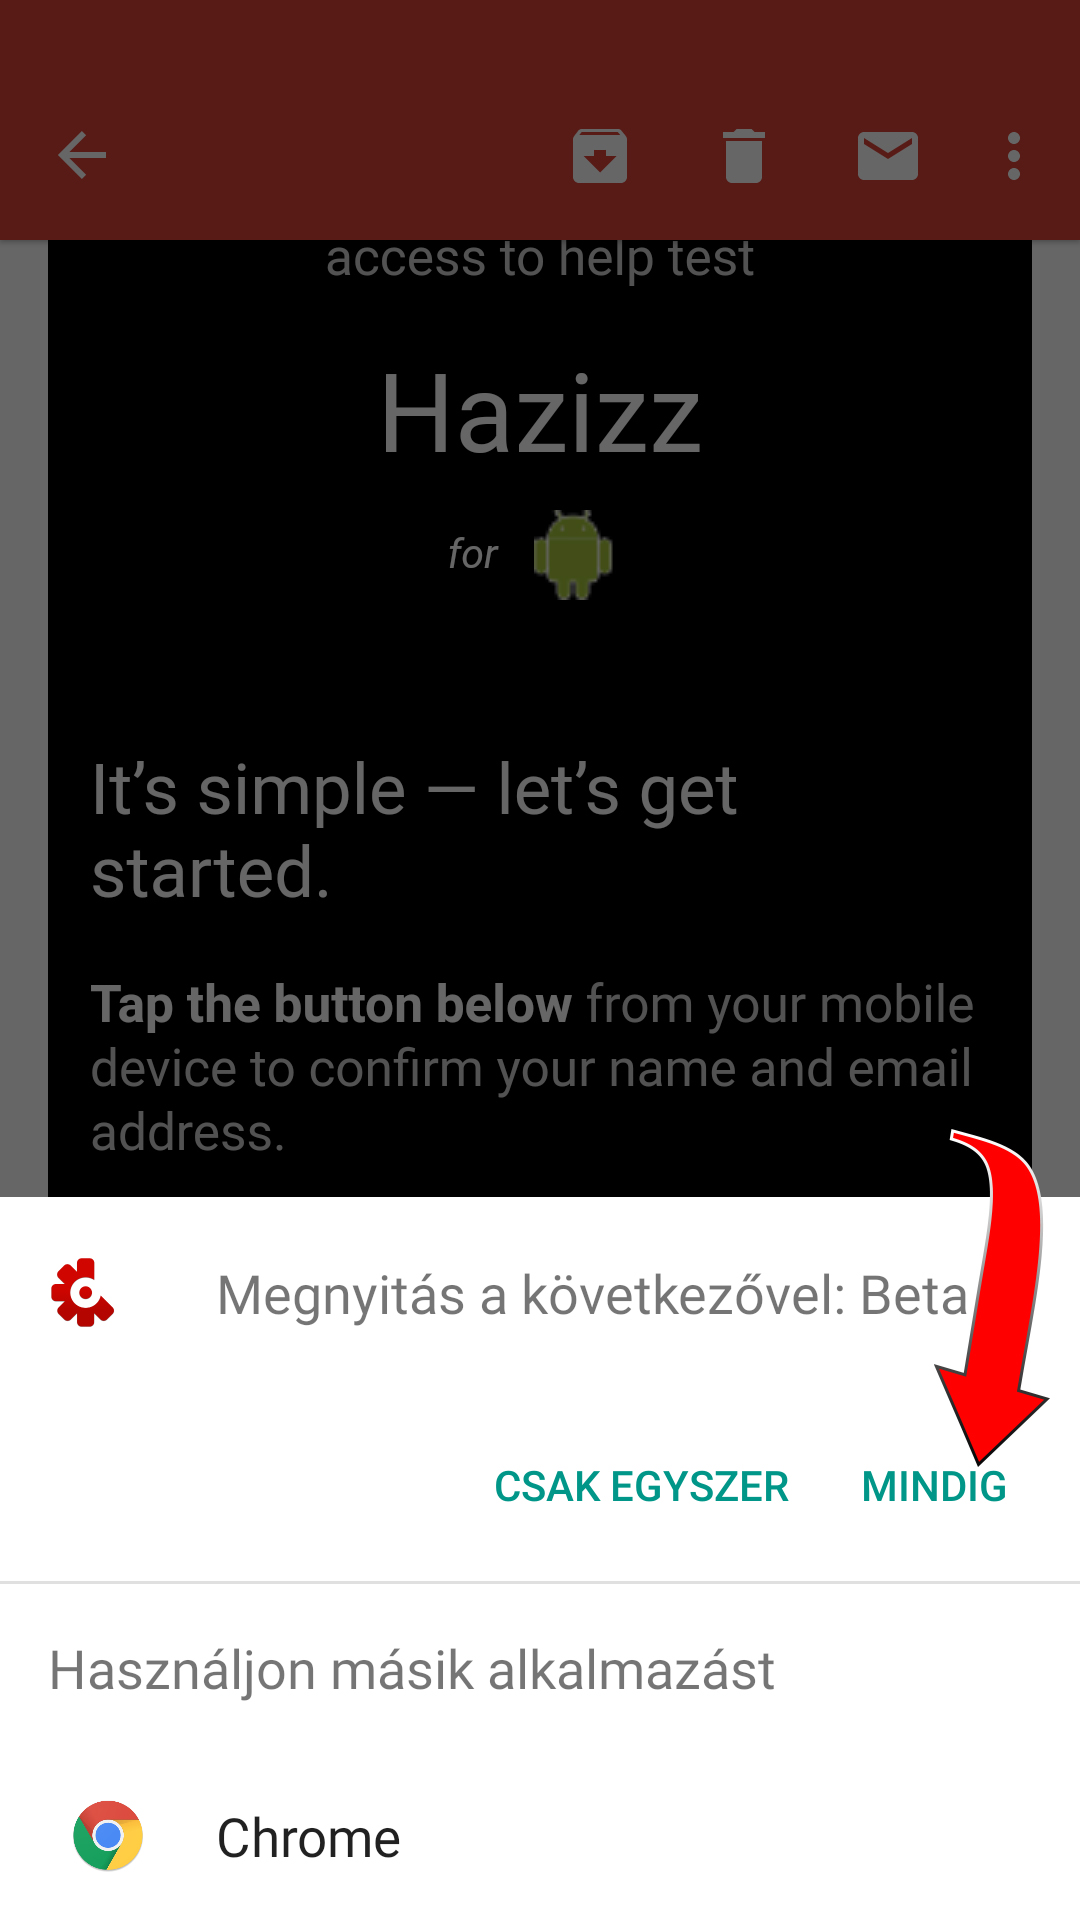 access to help test
Hazizz
for
It’s simple — let’s get
started.
Tap the button below from your mobile
device to confirm your name and email
address.
Megnyitás a következővel: Beta
CSAK EGYSZER MINDIG
Használjon másik alkalmazást
Chrome